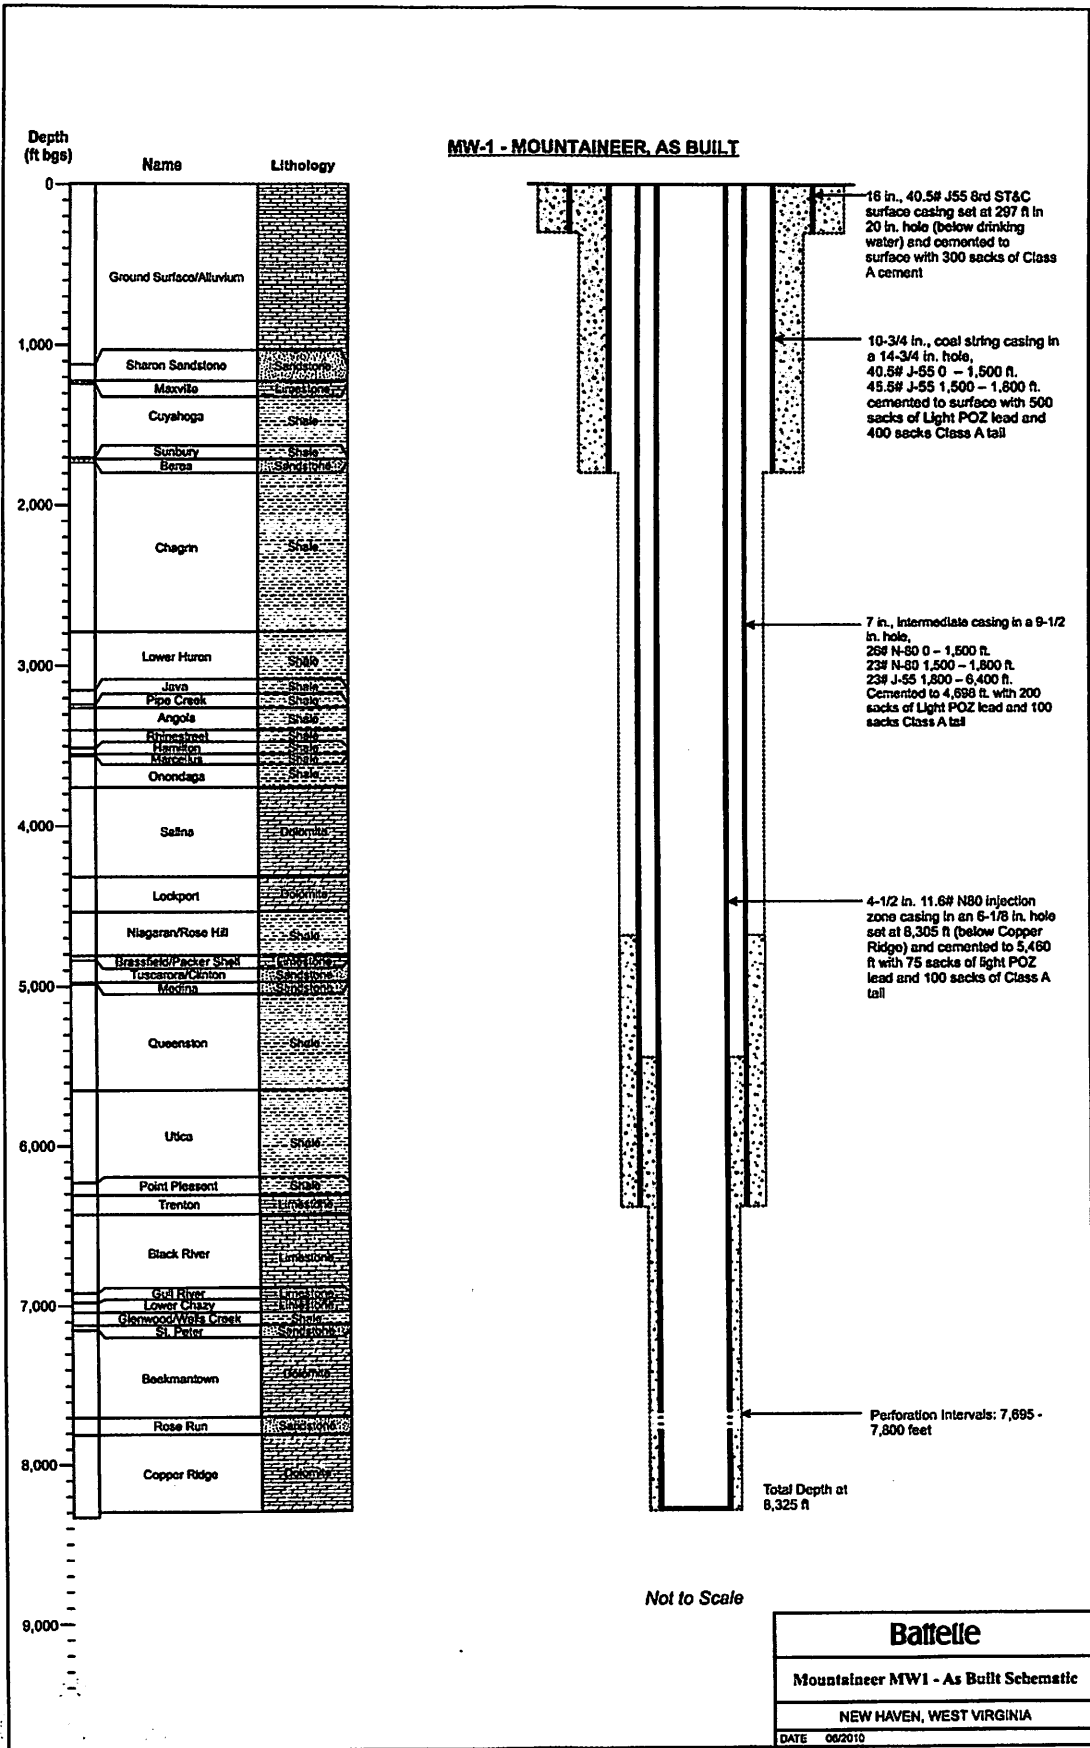 MW-1 - MOUNTAINEER, AS BUILT
Depth
(ft bgs)
Name
Lithology
0
Ground Surface/Alluvium
1,000
Sharon Sandstone
Sandstone
Maxville
Limestone
Cuyahoga
Shale
Sunbury
Shale
Berea
Sandstone
2,000
Chagrin
Shale
Lower Huron
Shale
3,000
Java
Shale
Pipe Creek
Shale
Angola
Shale
Rhinestreet
Shale
Hamilton
Shale
Marcellus
Shale
Onondaga
Shale
4,000
Salina
Dolomite
Lockport
Dolomite
Niagaran/Rose Hill
Shale
Brassfield/Packer Shell
Limestone
Tuscarora/Clinton
Sandstone
5,000
Medina
Sandstone
Queenston
Shale
6,000
Utica
Shale
Point Pleasent
Shale
Trenton
Limestone
Black River
Limestone
Gull River
Limestone
7,000
Lower Chazy
Limestone
Glenwood/Wells Creek
Shale
St. Peter
Sandstone
Beekmantown
Dolomite
Rose Run
Sandstone
8,000
Copper Ridge
Dolomite
9,000
16 in., 40.5# J55 8rd ST&C
surface casing set at 297 ft in
20 in. hole (below drinking
water) and cemented to
surface with 300 sacks of Class
A cement
10-3/4 in., coal string casing in
a 14-3/4 in. hole,
40.5# J-55 0 – 1,500 ft.
45.5# J-55 1,500 – 1,800 ft.
cemented to surface with 500
sacks of Light POZ lead and
400 sacks Class A tail
7 in., Intermediate casing in a 9-1/2
in. hole,
26# N-80 0 – 1,500 ft.
23# N-80 1,500 – 1,800 ft.
23# J-55 1,800 – 6,400 ft.
Cemented to 4,698 ft. with 200
sacks of Light POZ lead and 100
sacks Class A tail
4-1/2 in. 11.6# N80 injection
zone casing in an 6-1/8 in. hole
set at 8,305 ft (below Copper
Ridge) and cemented to 5,460
ft with 75 sacks of light POZ
lead and 100 sacks of Class A
tail
Perforation Intervals: 7,695 -
7,800 feet
Total Depth at
8,325 ft
Not to Scale
Battelle
Mountaineer MW1 - As Built Schematic
NEW HAVEN, WEST VIRGINIA
DATE 06/2010